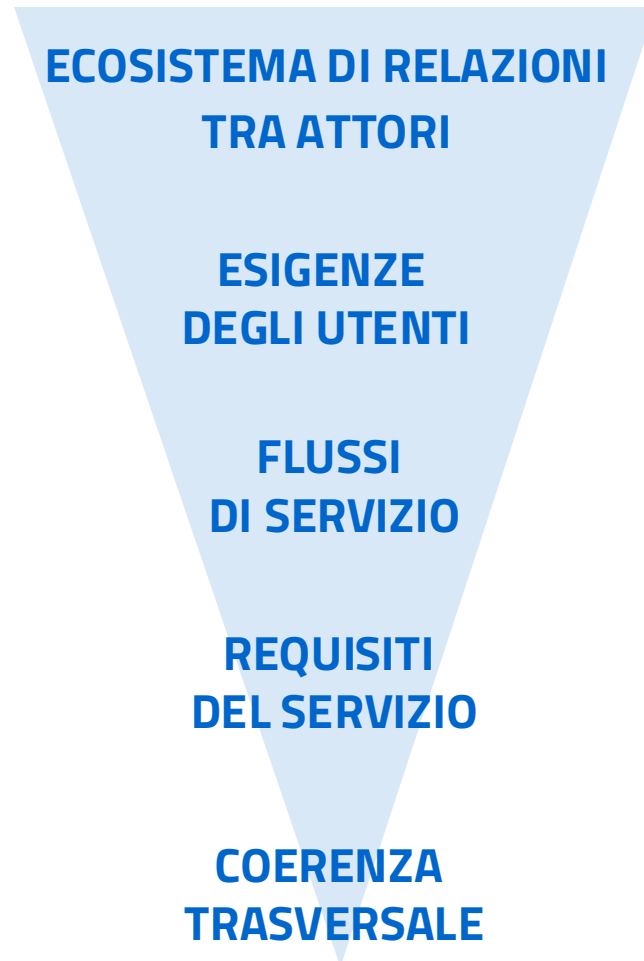 ECOSISTEMA DI RELAZIONI
TRA ATTORI
ESIGENZE
DEGLI UTENTI
FLUSSI
DI SERVIZIO
REQUISITI
DEL SERVIZIO
COERENZA
TRASVERSALE